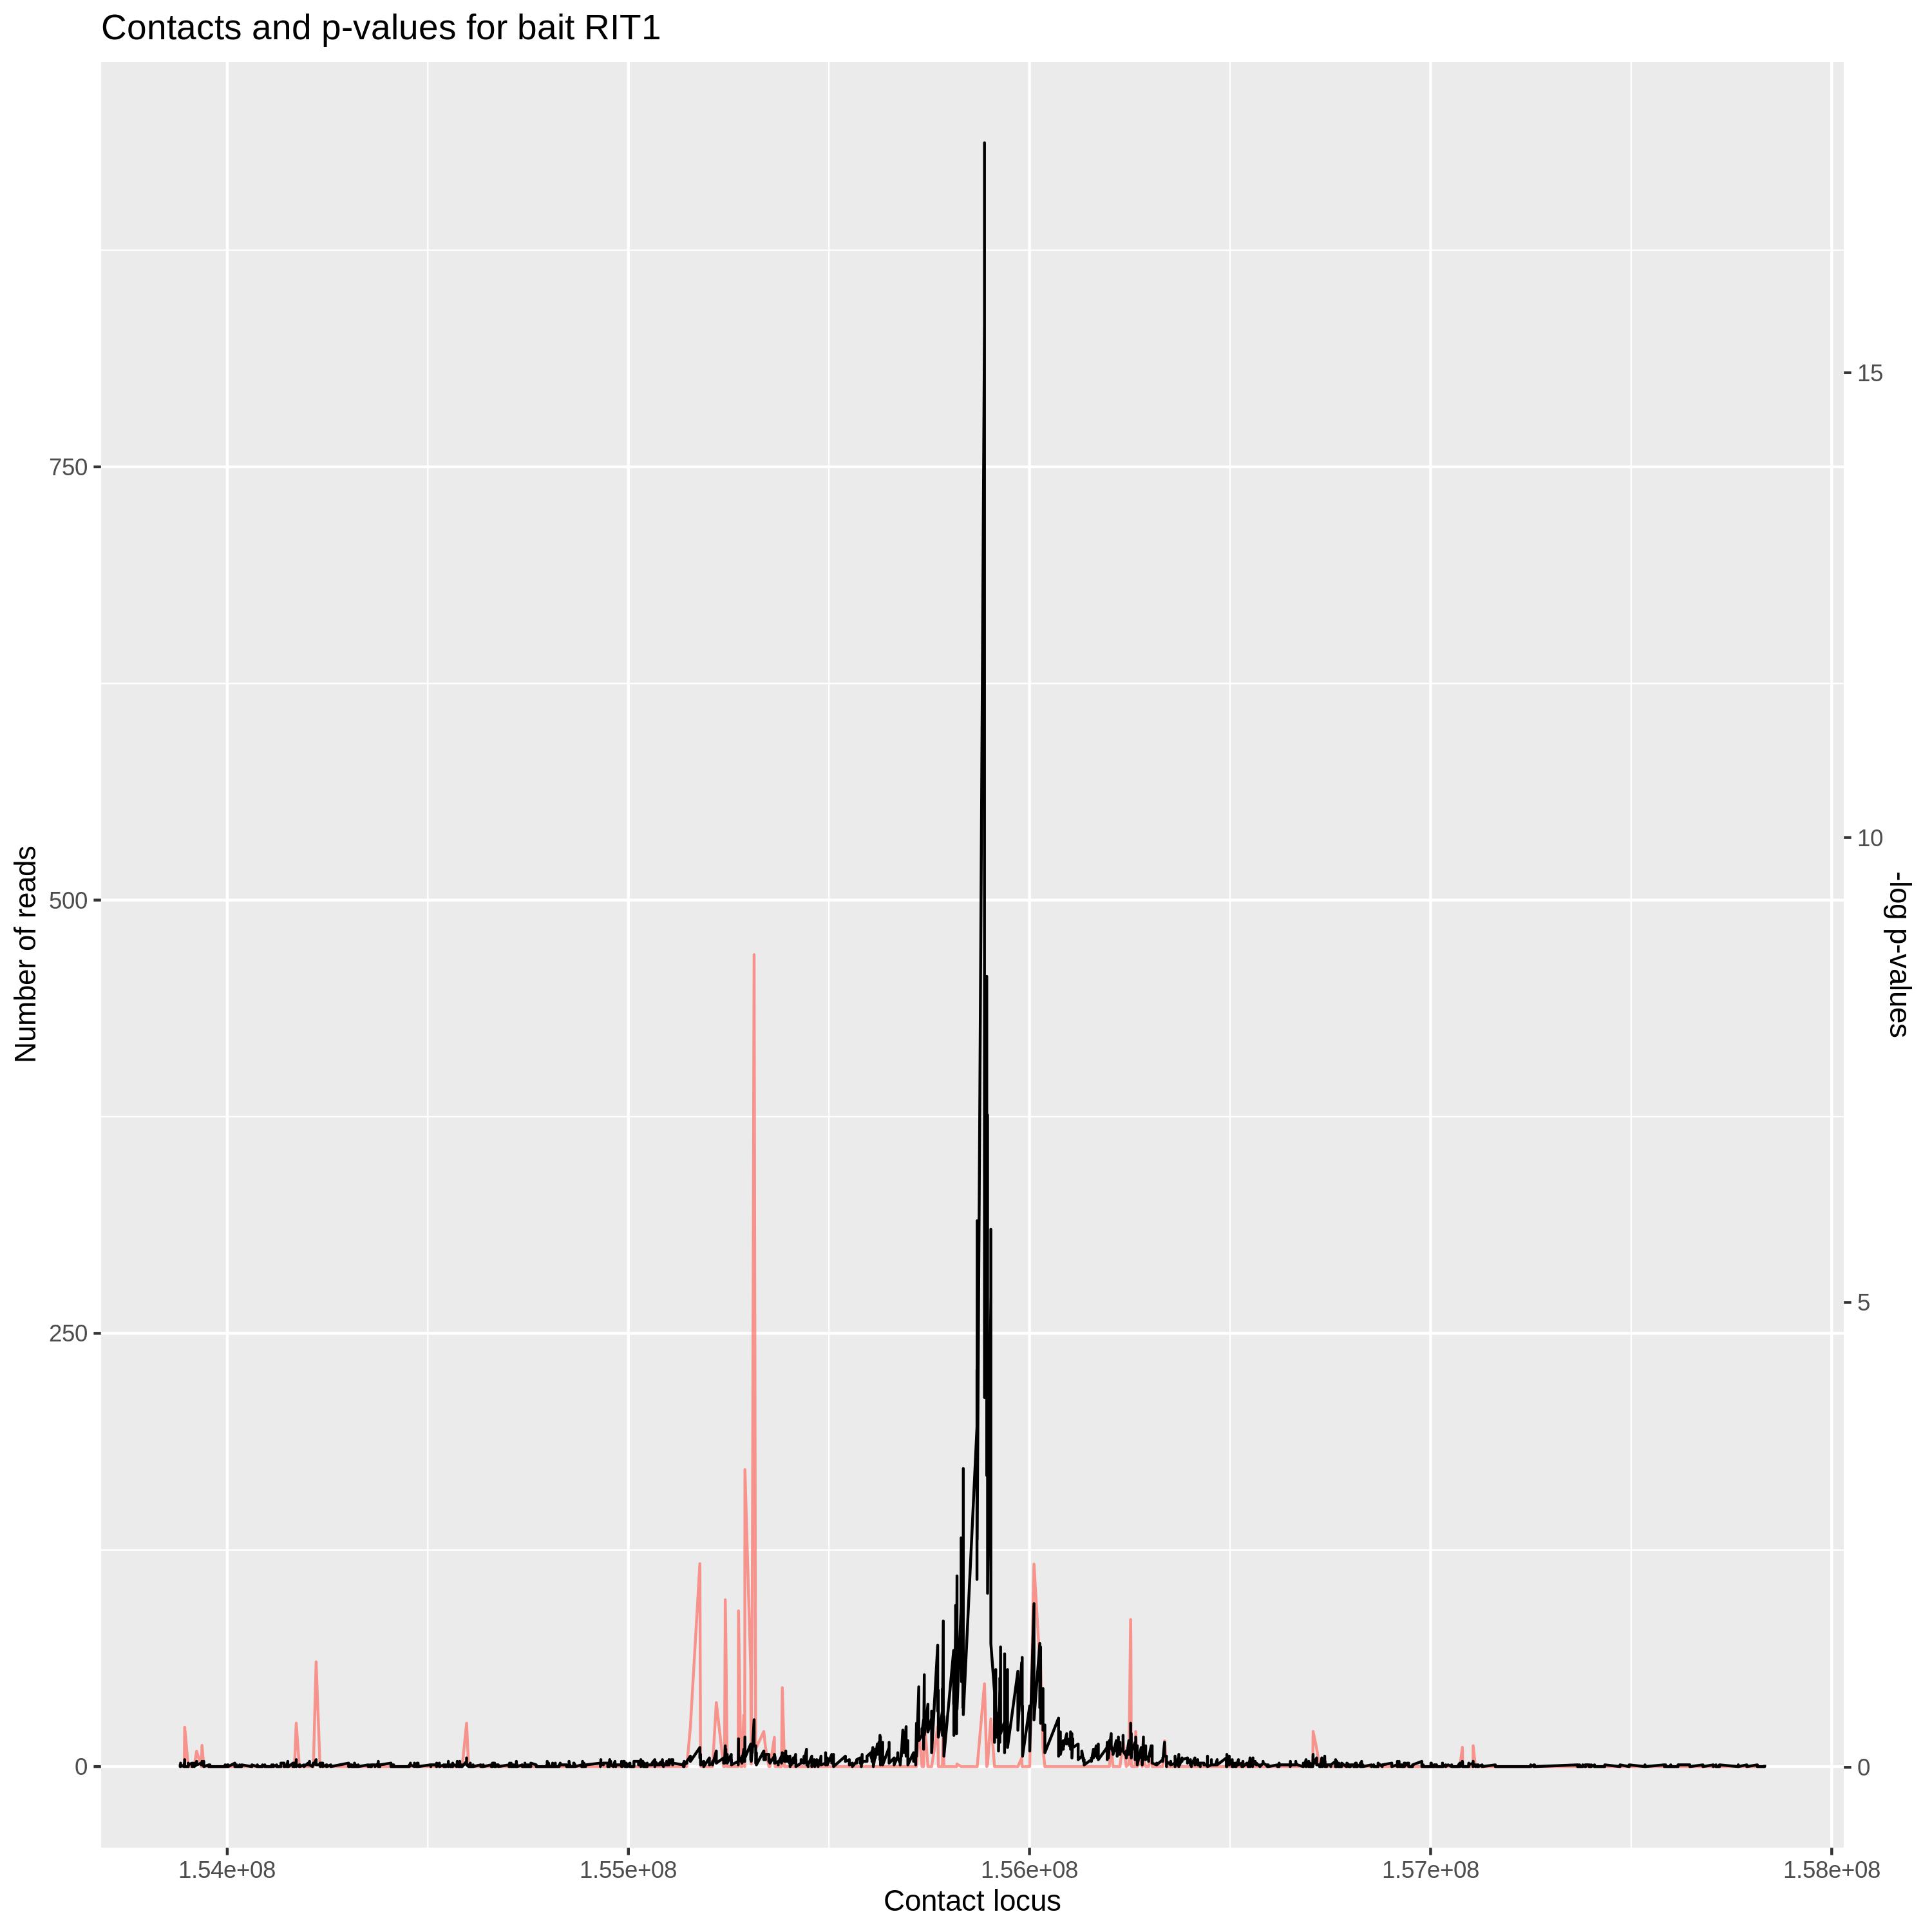 Contacts and p-values for bait RIT1
Number of reads
750
500
250
0
15
10
5
0
-log p-values
1.54e+08
1.55e+08
1.56e+08
1.57e+08
1.58e+08
Contact locus